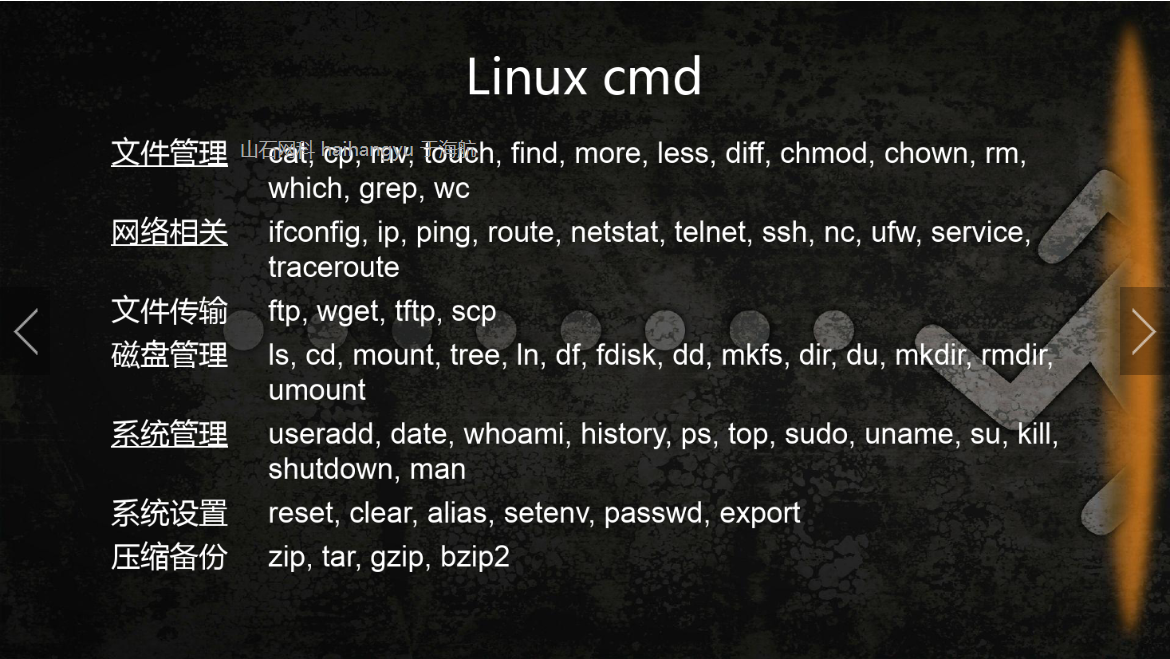 Linux cmd
山石网科 haihangyu 于海航
文件管理 cat, cp, mv, touch, find, more, less, diff, chmod, chown, rm,
which, grep, wc
网络相关 ifconfig, ip, ping, route, netstat, telnet, ssh, nc, ufw, service,
traceroute
文件传输 ftp, wget, tftp, scp
磁盘管理 ls, cd, mount, tree, ln, df, fdisk, dd, mkfs, dir, du, mkdir, rmdir,
umount
系统管理 useradd, date, whoami, history, ps, top, sudo, uname, su, kill,
shutdown, man
系统设置 reset, clear, alias, setenv, passwd, export
压缩备份 zip, tar, gzip, bzip2